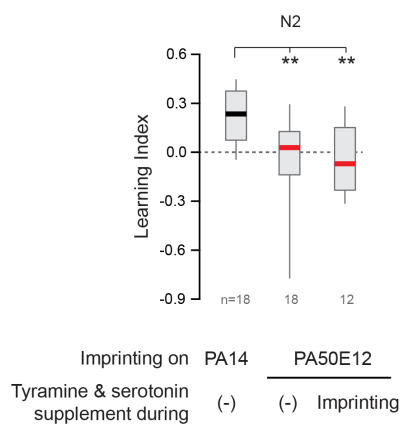 N2
** **
0.6
0.3
0.0
-0.3
-0.6
-0.9
Learning Index
n=18 18 12
Imprinting on PA14 PA50E12
Tyramine & serotonin
supplement during (-) (-) Imprinting